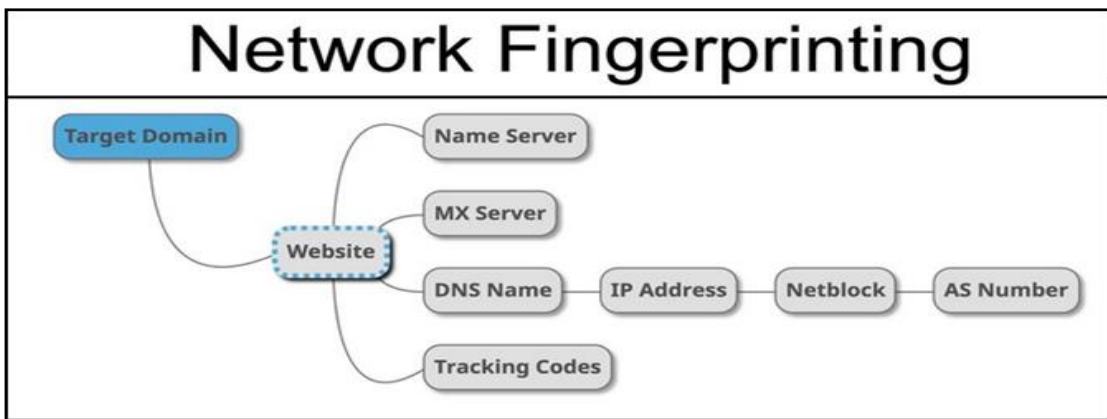 Network Fingerprinting
Target Domain
Name Server
MX Server
Website
DNS Name
IP Address
Netblock
AS Number
Tracking Codes